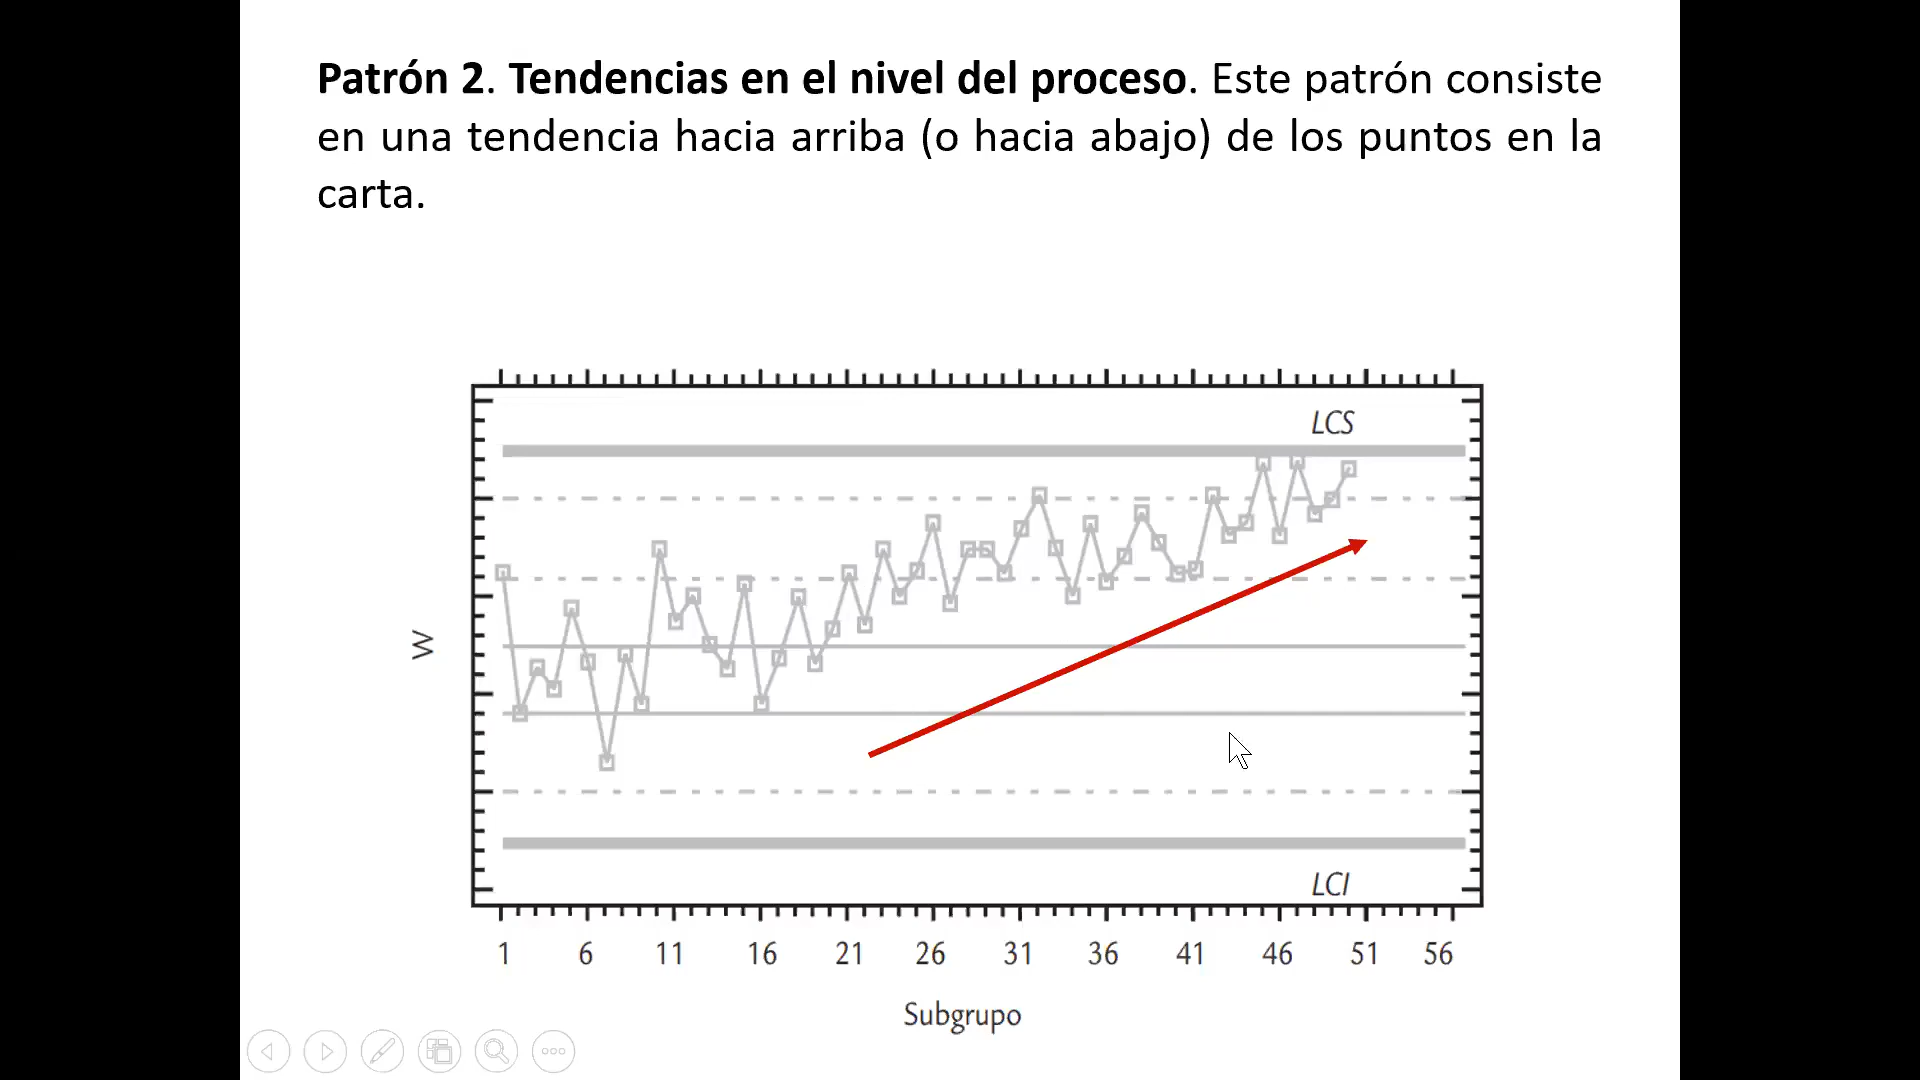 Patrón 2. Tendencias en el nivel del proceso. Este patrón consiste
en una tendencia hacia arriba (o hacia abajo) de los puntos en la
carta.
LCS
W
LCI
1 6 11 16 21 26 31 36 41 46 51 56
Subgrupo